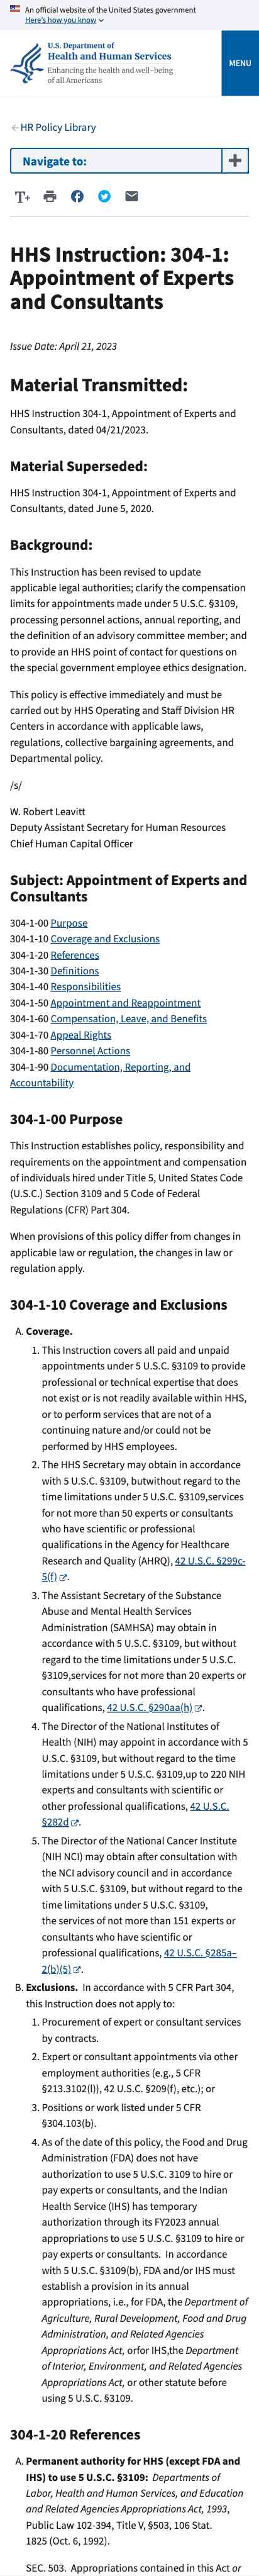 An official website of the United States government
Here's how you know
U.S. Department of
Health and Human Services
Enhancing the health and well-being
of all Americans
MENU
HR Policy Library
Navigate to:
HHS Instruction: 304-1:
Appointment of Experts
and Consultants
Issue Date: April 21, 2023
Material Transmitted:
HHS Instruction 304-1, Appointment of Experts and
Consultants, dated 04/21/2023.
Material Superseded:
HHS Instruction 304-1, Appointment of Experts and
Consultants, dated June 5, 2020.
Background:
This Instruction has been revised to update
applicable legal authorities; clarify the compensation
limits for appointments made under 5 U.S.C. §3109,
processing personnel actions, annual reporting, and
the definition of an advisory committee member; and
to provide an HHS point of contact for questions on
the special government employee ethics designation.
This policy is effective immediately and must be
carried out by HHS Operating and Staff Division HR
Centers in accordance with applicable laws,
regulations, collective bargaining agreements, and
Departmental policy.
/s/
W. Robert Leavitt
Deputy Assistant Secretary for Human Resources
Chief Human Capital Officer
Subject: Appointment of Experts and
Consultants
304-1-00 Purpose
304-1-10 Coverage and Exclusions
304-1-20 References
304-1-30 Definitions
304-1-40 Responsibilities
304-1-50 Appointment and Reappointment
304-1-60 Compensation, Leave, and Benefits
304-1-70 Appeal Rights
304-1-80 Personnel Actions
304-1-90 Documentation, Reporting, and
Accountability
304-1-00 Purpose
This Instruction establishes policy, responsibility and
requirements on the appointment and compensation
of individuals hired under Title 5, United States Code
(U.S.C.) Section 3109 and 5 Code of Federal
Regulations (CFR) Part 304.
When provisions of this policy differ from changes in
applicable law or regulation, the changes in law or
regulation apply.
304-1-10 Coverage and Exclusions
A. Coverage.
1. This Instruction covers all paid and unpaid
appointments under 5 U.S.C. §3109 to provide
professional or technical expertise that does
not exist or is not readily available within HHS,
or to perform services that are not of a
continuing nature and/or could not be
performed by HHS employees.
2. The HHS Secretary may obtain in accordance
with 5 U.S.C. §3109, butwithout regard to the
time limitations under 5 U.S.C. §3109,services
for not more than 50 experts or consultants
who have scientific or professional
qualifications in the Agency for Healthcare
Research and Quality (AHRQ), 42 U.S.C. §299c-
5(f).
3. The Assistant Secretary of the Substance
Abuse and Mental Health Services
Administration (SAMHSA) may obtain in
accordance with 5 U.S.C. §3109, but without
regard to the time limitations under 5 U.S.C.
§3109,services for not more than 20 experts or
consultants who have professional
qualifications, 42 U.S.C. §290aa(h).
4. The Director of the National Institutes of
Health (NIH) may appoint in accordance with 5
U.S.C. §3109, but without regard to the time
limitations under 5 U.S.C. §3109,up to 220 NIH
experts and consultants with scientific or
other professional qualifications, 42 U.S.C.
§282d.
5. The Director of the National Cancer Institute
(NIH NCI) may obtain after consultation with
the NCI advisory council and in accordance
with 5 U.S.C. §3109, but without regard to the
time limitations under 5 U.S.C. §3109,
the services of not more than 151 experts or
consultants who have scientific or
professional qualifications, 42 U.S.C. §285a–
2(b)(5).
B. Exclusions. In accordance with 5 CFR Part 304,
this Instruction does not apply to:
1. Procurement of expert or consultant services
by contracts.
2. Expert or consultant appointments via other
employment authorities (e.g., 5 CFR
§213.3102(l)), 42 U.S.C. §209(f), etc.); or
3. Positions or work listed under 5 CFR
§304.103(b).
4. As of the date of this policy, the Food and Drug
Administration (FDA) does not have
authorization to use 5 U.S.C. 3109 to hire or
pay experts or consultants, and the Indian
Health Service (IHS) has temporary
authorization through its FY2023 annual
appropriations to use 5 U.S.C. §3109 to hire or
pay experts or consultants. In accordance
with 5 U.S.C. §3109(b), FDA and/or IHS must
establish a provision in its annual
appropriations, i.e., for FDA, the Department of
Agriculture, Rural Development, Food and Drug
Administration, and Related Agencies
Appropriations Act, orfor IHS,the Department
of Interior, Environment, and Related Agencies
Appropriations Act, or other statute before
using 5 U.S.C. §3109.
304-1-20 References
A. Permanent authority for HHS (except FDA and
IHS) to use 5 U.S.C. §3109: Departments of
Labor, Health and Human Services, and Education
and Related Agencies Appropriations Act, 1993,
Public Law 102-394, Title V, §503, 106 Stat.
1825 (Oct. 6, 1992).
SEC. 503. Appropriations contained in this Act or